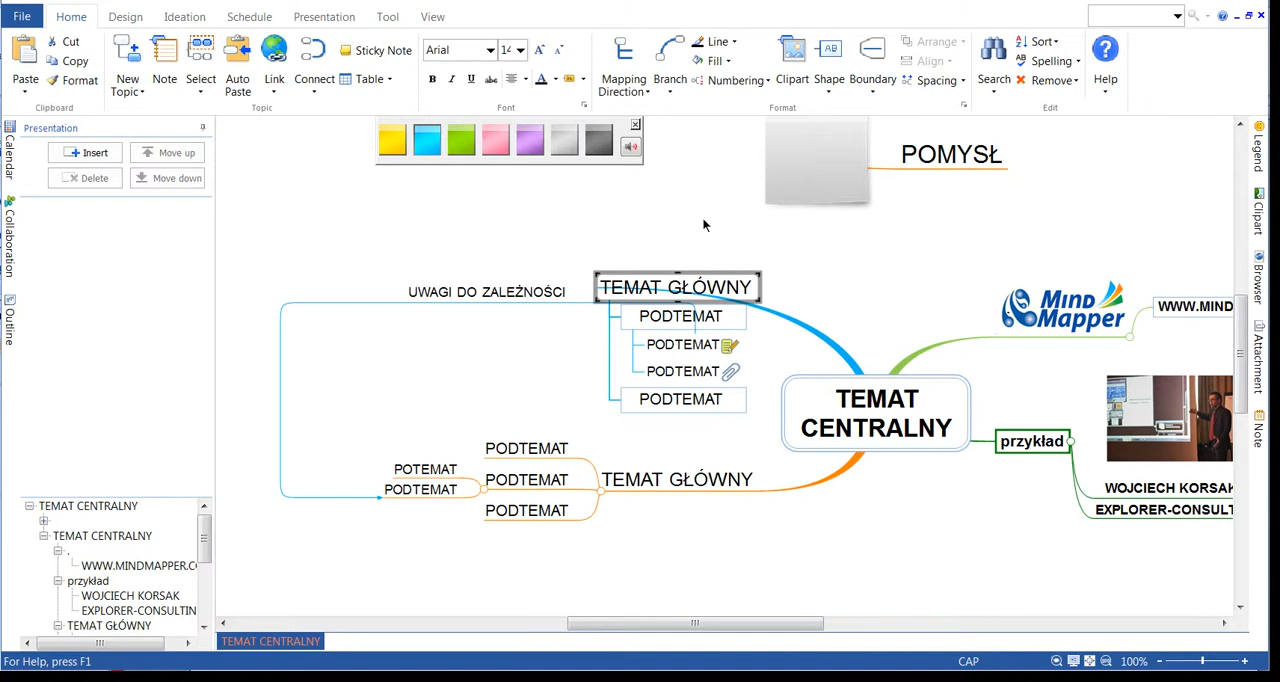 File Home Design Ideation Schedule Presentation Tool View
Paste Cut Copy Format Clipboard
New Topic Note Select Auto Paste Link Connect Sticky Note Table Topic
Arial 14 B I U abc A Font
Mapping Direction Branch Line Fill Numbering Clipart Shape Boundary Arrange Align Spacing Format
Search Sort Spelling Remove Edit
Help
Calendar
Collaboration
Outline
Presentation
Insert Move up
Delete Move down
TEMAT CENTRALNY
TEMAT CENTRALNY
.
WWW.MINDMAPPER.CO
przykład
WOJCIECH KORSAK
EXPLORER-CONSULTIN
TEMAT GŁÓWNY
POMYSŁ
UWAGI DO ZALEŻNOŚCI
TEMAT GŁÓWNY
PODTEMAT
PODTEMAT
PODTEMAT
PODTEMAT
PODTEMAT
POTEMAT
PODTEMAT
PODTEMAT
PODTEMAT
TEMAT GŁÓWNY
TEMAT
CENTRALNY
MIND
Mapper
WWW.MIND
przykład
WOJCIECH KORSAK
EXPLORER-CONSULT
Legend
Clipart
Browser
Attachment
Note
TEMAT CENTRALNY
For Help, press F1 CAP 100%